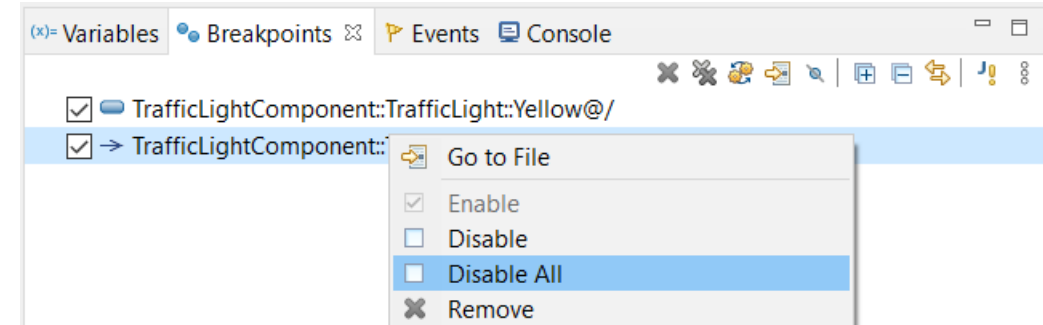 (x)= Variables Breakpoints Events Console
TrafficLightComponent::TrafficLight::Yellow@/
TrafficLightComponent::
Go to File
Enable
Disable
Disable All
Remove